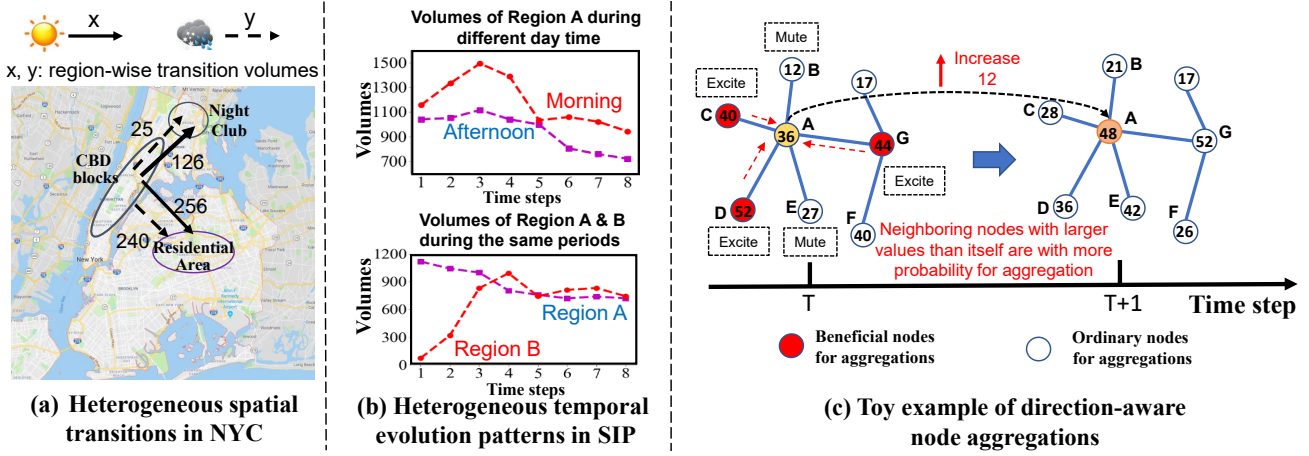 x
y
x, y: region-wise transition volumes
Night
Club
25
126
CBD
blocks
256
240
Residential
Area
New York
(a) Heterogeneous spatial
transitions in NYC
Volumes of Region A during
different day time
Volumes
1500
1300
1100
900
700
Morning
Afternoon
1 2 3 4 5 6 7 8
Time steps
Volumes of Region A & B
during the same periods
Volumes
1200
900
600
300
0
Region A
Region B
1 2 3 4 5 6 7 8
Time steps
(b) Heterogeneous temporal
evolution patterns in SIP
Mute
12 B
17
Excite
C 40
A
36
G
44
Excite
D 52
E
27
F
40
Excite
Mute
Increase
12
21 B
17
C 28
A
48
G
52
D 36
E
42
F
26
Neighboring nodes with larger
values than itself are with more
probability for aggregation
T
T+1
Time step
Beneficial nodes
for aggregations
Ordinary nodes
for aggregations
(c) Toy example of direction-aware
node aggregations